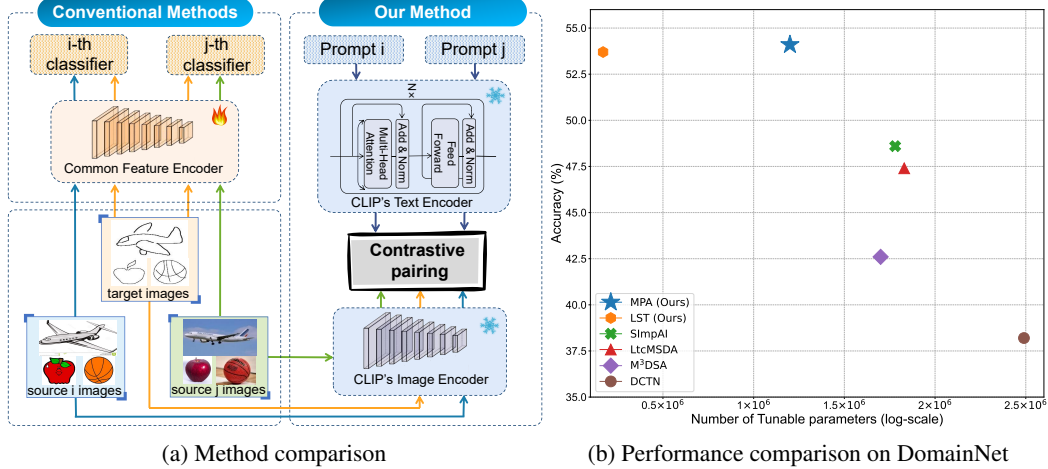 Conventional Methods
Our Method
i-th
classifier
j-th
classifier
Common Feature Encoder
target images
source i images
source j images
Prompt i
Prompt j
N×
Multi-Head
Attention
Add & Norm
Feed
Forward
Add & Norm
CLIP's Text Encoder
Contrastive
pairing
CLIP's Image Encoder
(a) Method comparison
Accuracy (%)
55.0
52.5
50.0
47.5
45.0
42.5
40.0
37.5
35.0
MPA (Ours)
LST (Ours)
SImpAl
LtcMSDA
M³DSA
DCTN
0.5×10⁶
1×10⁶
1.5×10⁶
2×10⁶
2.5×10⁶
Number of Tunable parameters (log-scale)
(b) Performance comparison on DomainNet